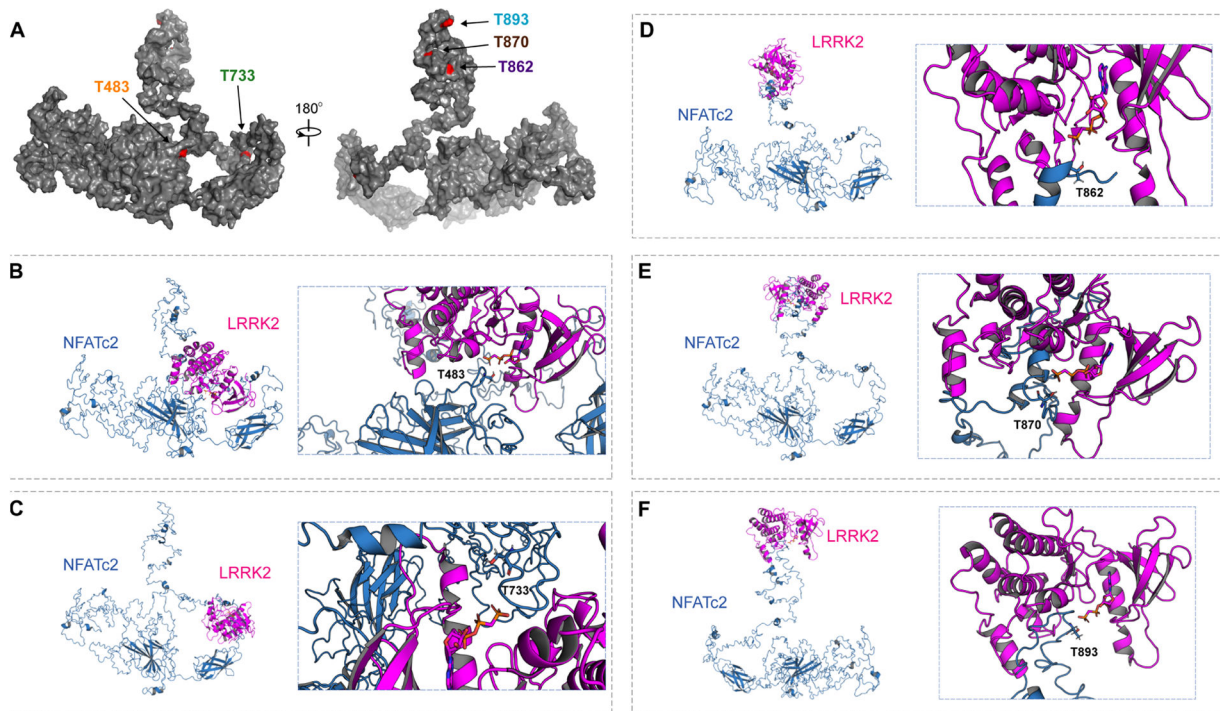 A
T483
T733
180°
T893
T870
T862
B
NFATc2
LRRK2
T483
C
NFATc2
LRRK2
T733
D
LRRK2
NFATc2
T862
E
LRRK2
NFATc2
T870
F
LRRK2
NFATc2
T893